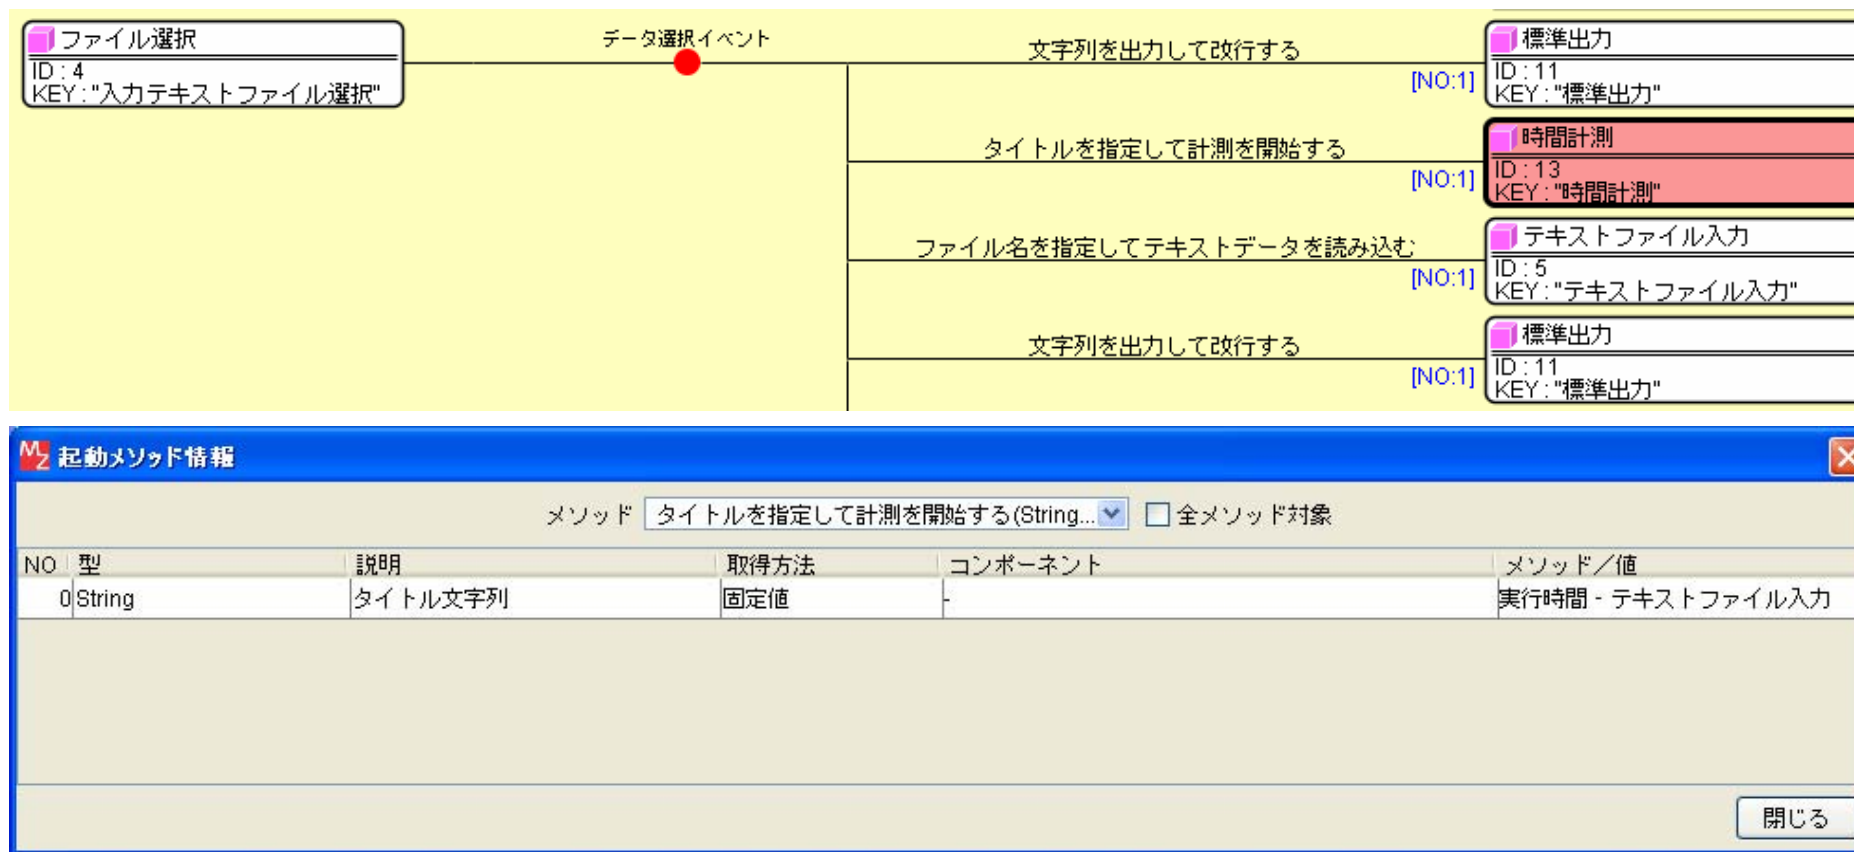 ファイル選択
ID : 4
KEY : "入力テキストファイル選択"
データ選択イベント
文字列を出力して改行する
[NO:1]
標準出力
ID : 11
KEY : "標準出力"
タイトルを指定して計測を開始する
[NO:1]
時間計測
ID : 13
KEY : "時間計測"
ファイル名を指定してテキストデータを読み込む
[NO:1]
テキストファイル入力
ID : 5
KEY : "テキストファイル入力"
文字列を出力して改行する
[NO:1]
標準出力
ID : 11
KEY : "標準出力"
MZ 起動メソッド情報
メソッド タイトルを指定して計測を開始する(String... 全メソッド対象
NO 型 説明 取得方法 コンポーネント メソッド／値
0 String タイトル文字列 固定値 - 実行時間 - テキストファイル入力
閉じる